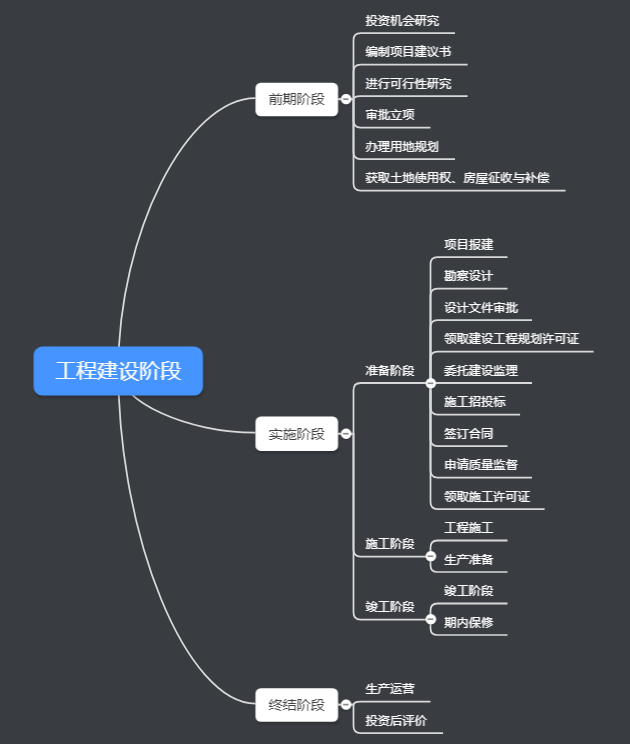 工程建设阶段
前期阶段
投资机会研究
编制项目建议书
进行可行性研究
审批立项
办理用地规划
获取土地使用权、房屋征收与补偿
实施阶段
准备阶段
项目报建
勘察设计
设计文件审批
领取建设工程规划许可证
委托建设监理
施工招投标
签订合同
申请质量监督
领取施工许可证
施工阶段
工程施工
生产准备
竣工阶段
竣工阶段
期内保修
终结阶段
生产运营
投资后评价